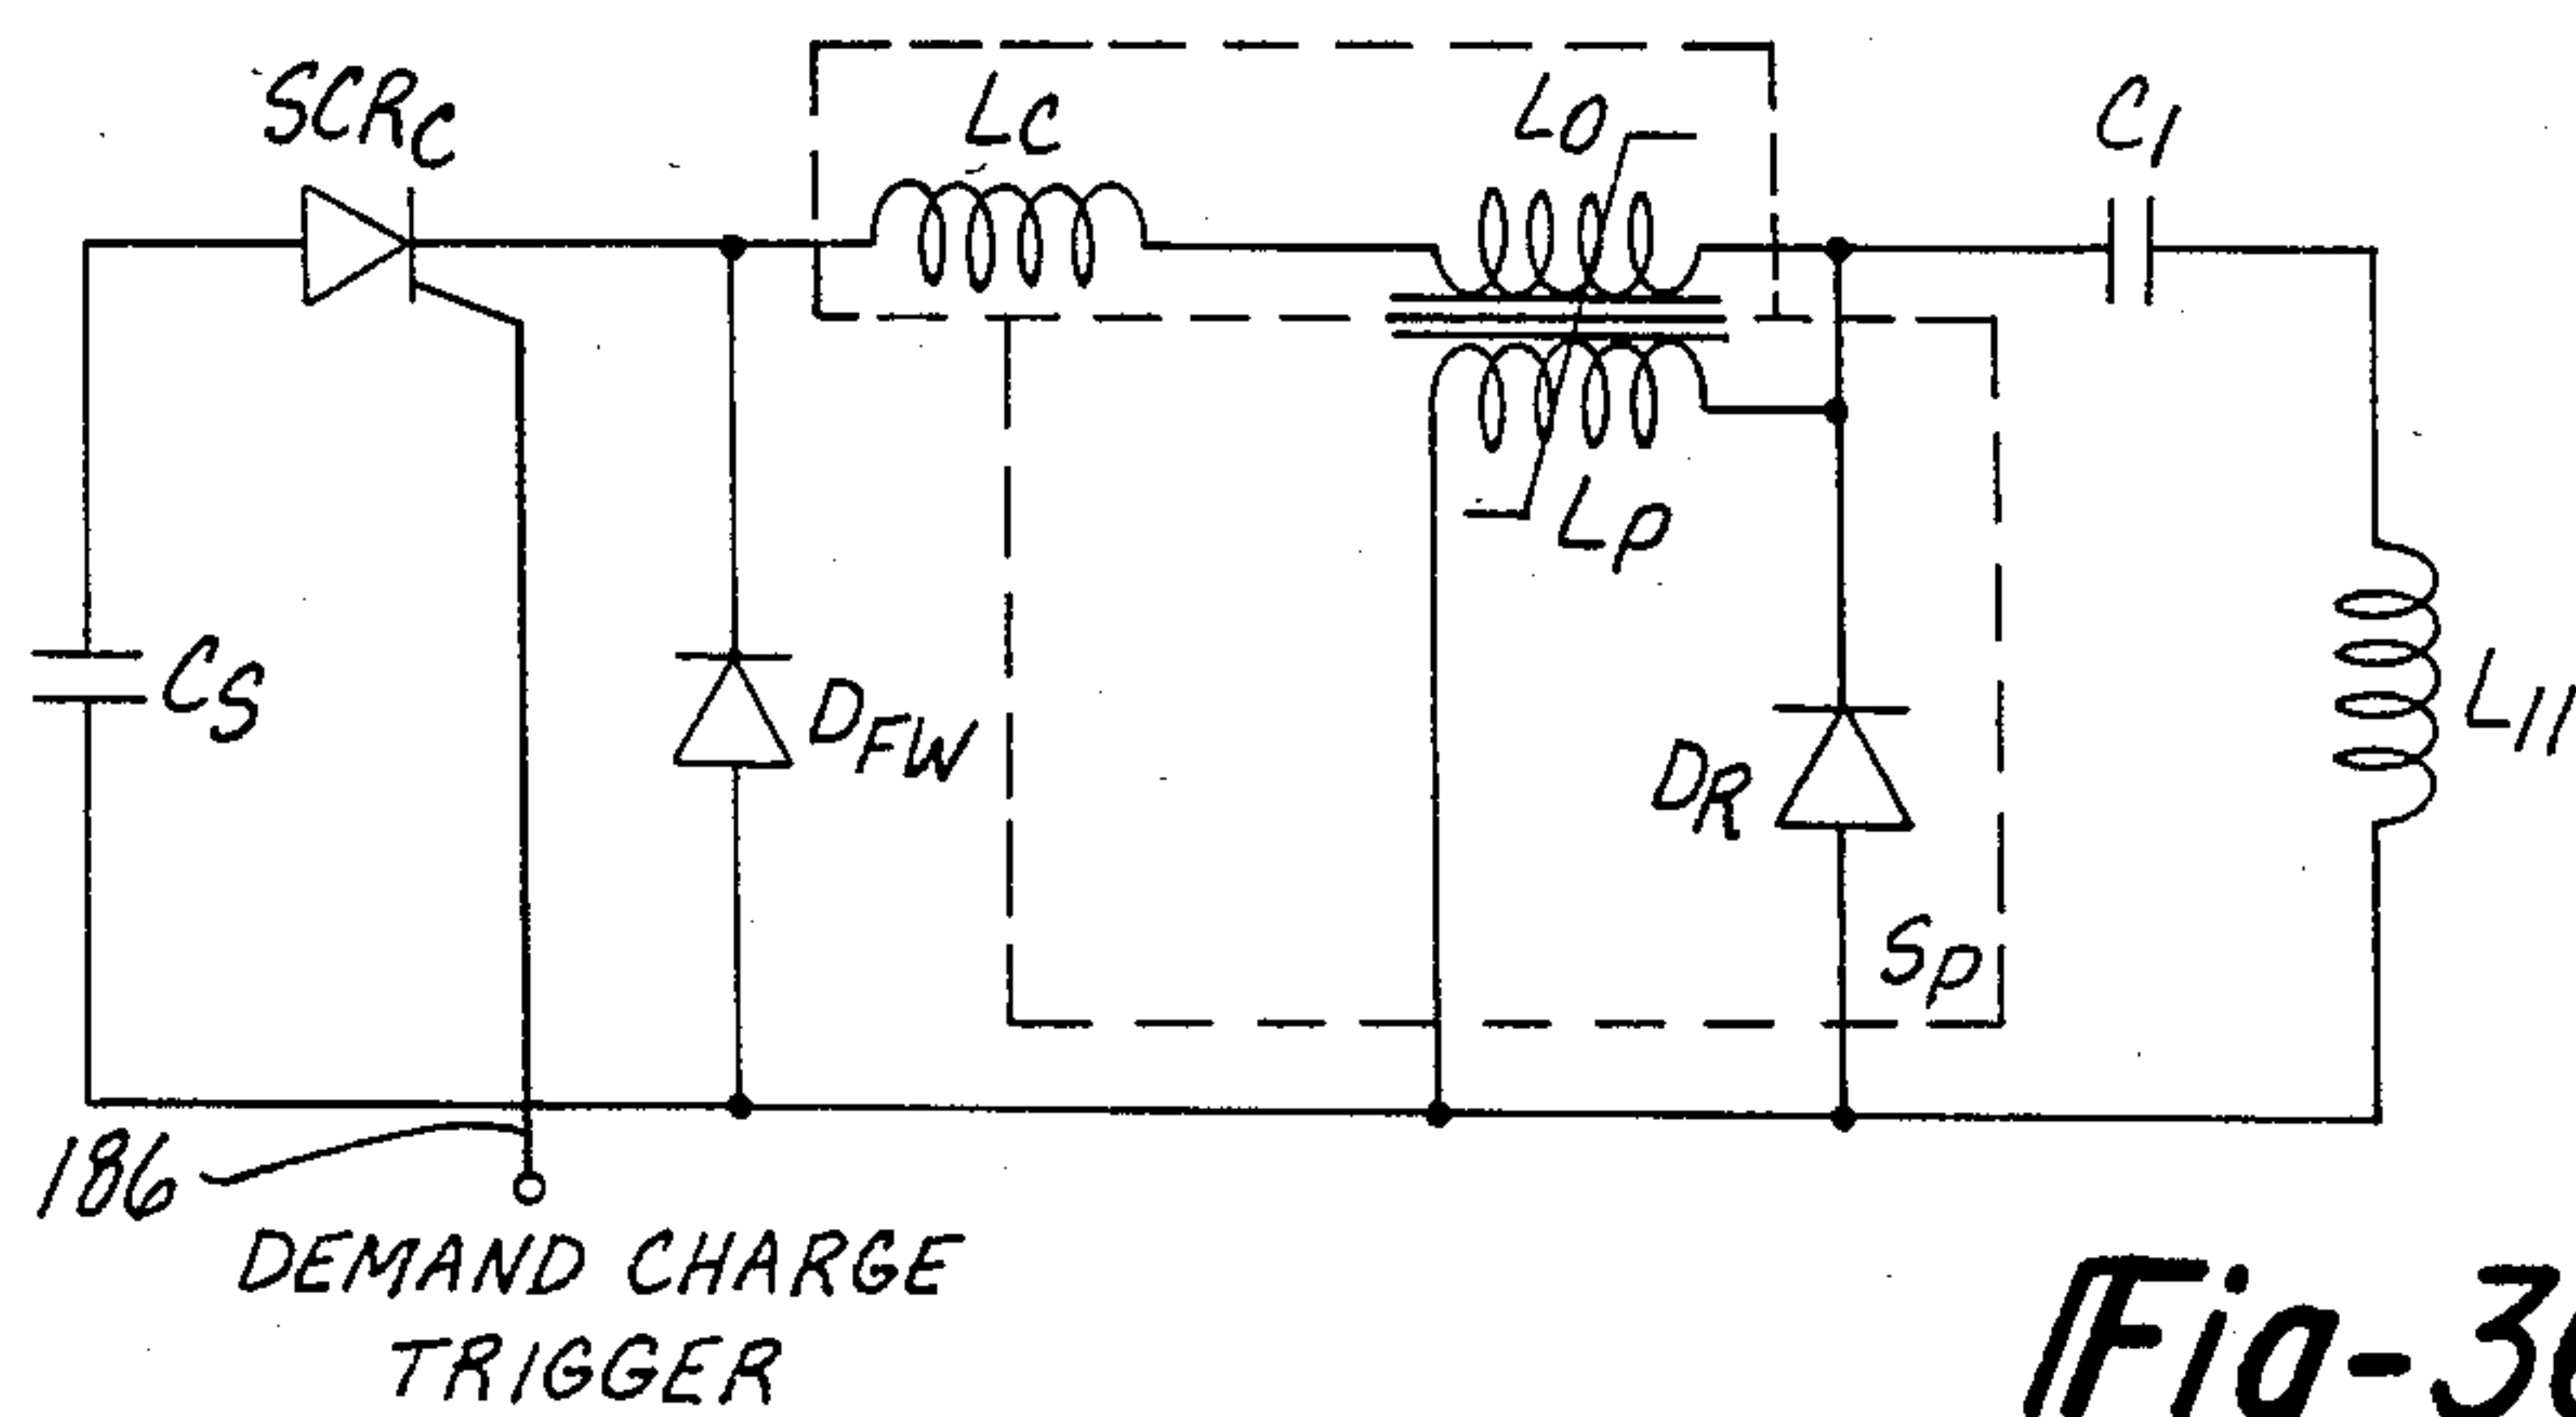 SCRC
LC
LO
C1
LP
CS
DFW
DR
L11
SP
186
DEMAND CHARGE
TRIGGER